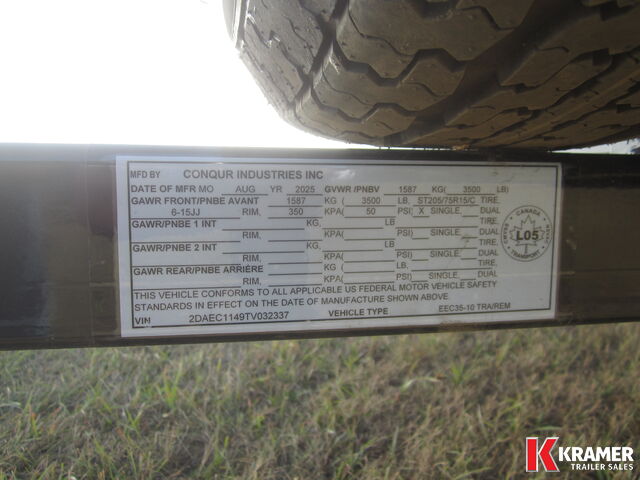 MFD BY CONQUR INDUSTRIES INC
DATE OF MFR MO AUG YR 2025 GVWR /PNBV 1587 KG( 3500 LB)
GAWR FRONT/PNBE AVANT 1587 KG ( 3500 LB, ST205/75R15/C TIRE,
6-15JJ RIM, 350 KPA( 50 PSI) X SINGLE, DUAL
GAWR/PNBE 1 INT KG, LB TIRE,
RIM, KPA ( PSI) SINGLE, DUAL
GAWR/PNBE 2 INT KG, LB TIRE,
RIM, KPA ( PSI) SINGLE, DUAL
GAWR REAR/PNBE ARRIÈRE KG ( LB, TIRE,
RIM, KPA ( PSI) SINGLE, DUAL
THIS VEHICLE CONFORMS TO ALL APPLICABLE US FEDERAL MOTOR VEHICLE SAFETY
STANDARDS IN EFFECT ON THE DATE OF MANUFACTURE SHOWN ABOVE.
VIN 2DAEC1149TV032337 VEHICLE TYPE EEC35-10 TRA/REM
CANADA
L05
TRANSPORT
K KRAMER
TRAILER SALES